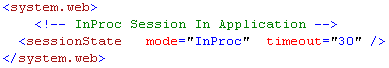 <system.web>
<!-- InProc Session In Application -->
<sessionState mode="InProc" timeout="30" />
</system.web>